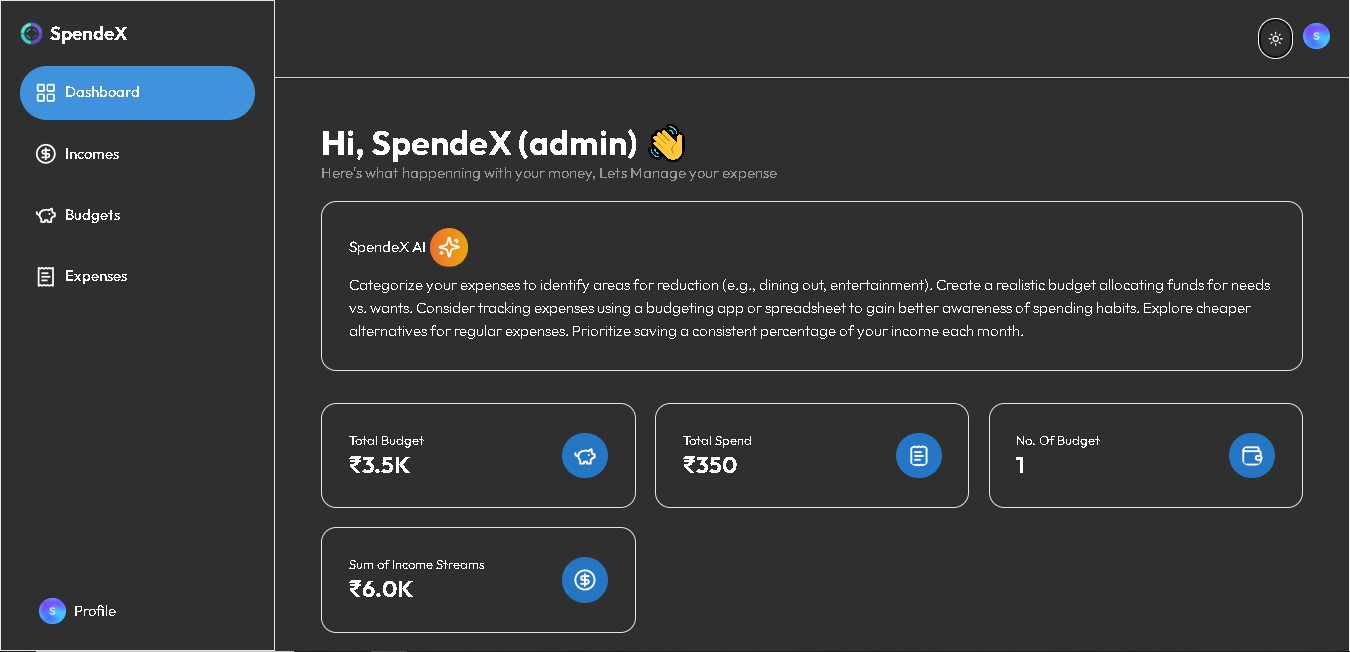 SpendeX
Dashboard
Incomes
Budgets
Expenses
Profile
S
S
Hi, SpendeX (admin) 👋
Here's what happenning with your money, Lets Manage your expense
SpendeX AI
Categorize your expenses to identify areas for reduction (e.g., dining out, entertainment). Create a realistic budget allocating funds for needs
vs. wants. Consider tracking expenses using a budgeting app or spreadsheet to gain better awareness of spending habits. Explore cheaper
alternatives for regular expenses. Prioritize saving a consistent percentage of your income each month.
Total Budget
₹3.5K
Total Spend
₹350
No. Of Budget
1
Sum of Income Streams
₹6.0K